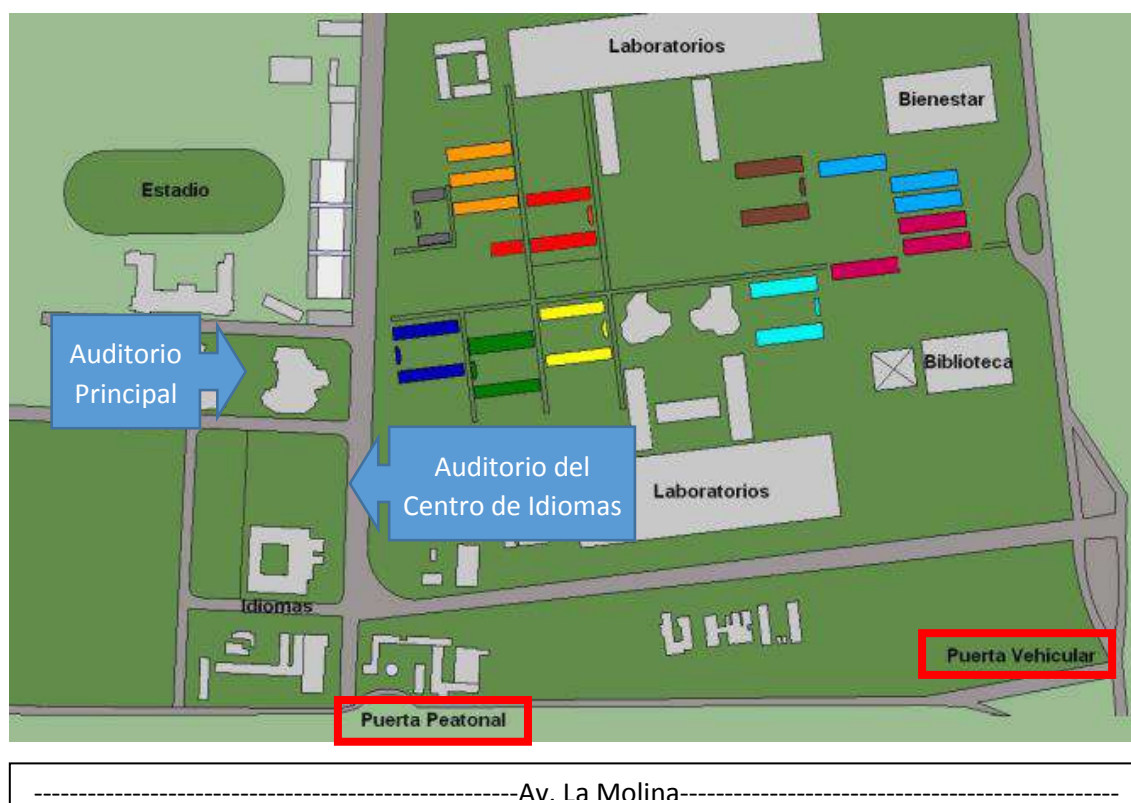 Laboratorios
Bienestar
Estadio
Auditorio
Principal
Biblioteca
Auditorio del
Centro de Idiomas
Laboratorios
Idiomas
Puerta Vehicular
Puerta Peatonal
-------------------------------------------------------Av. La Molina--------------------------------------------------